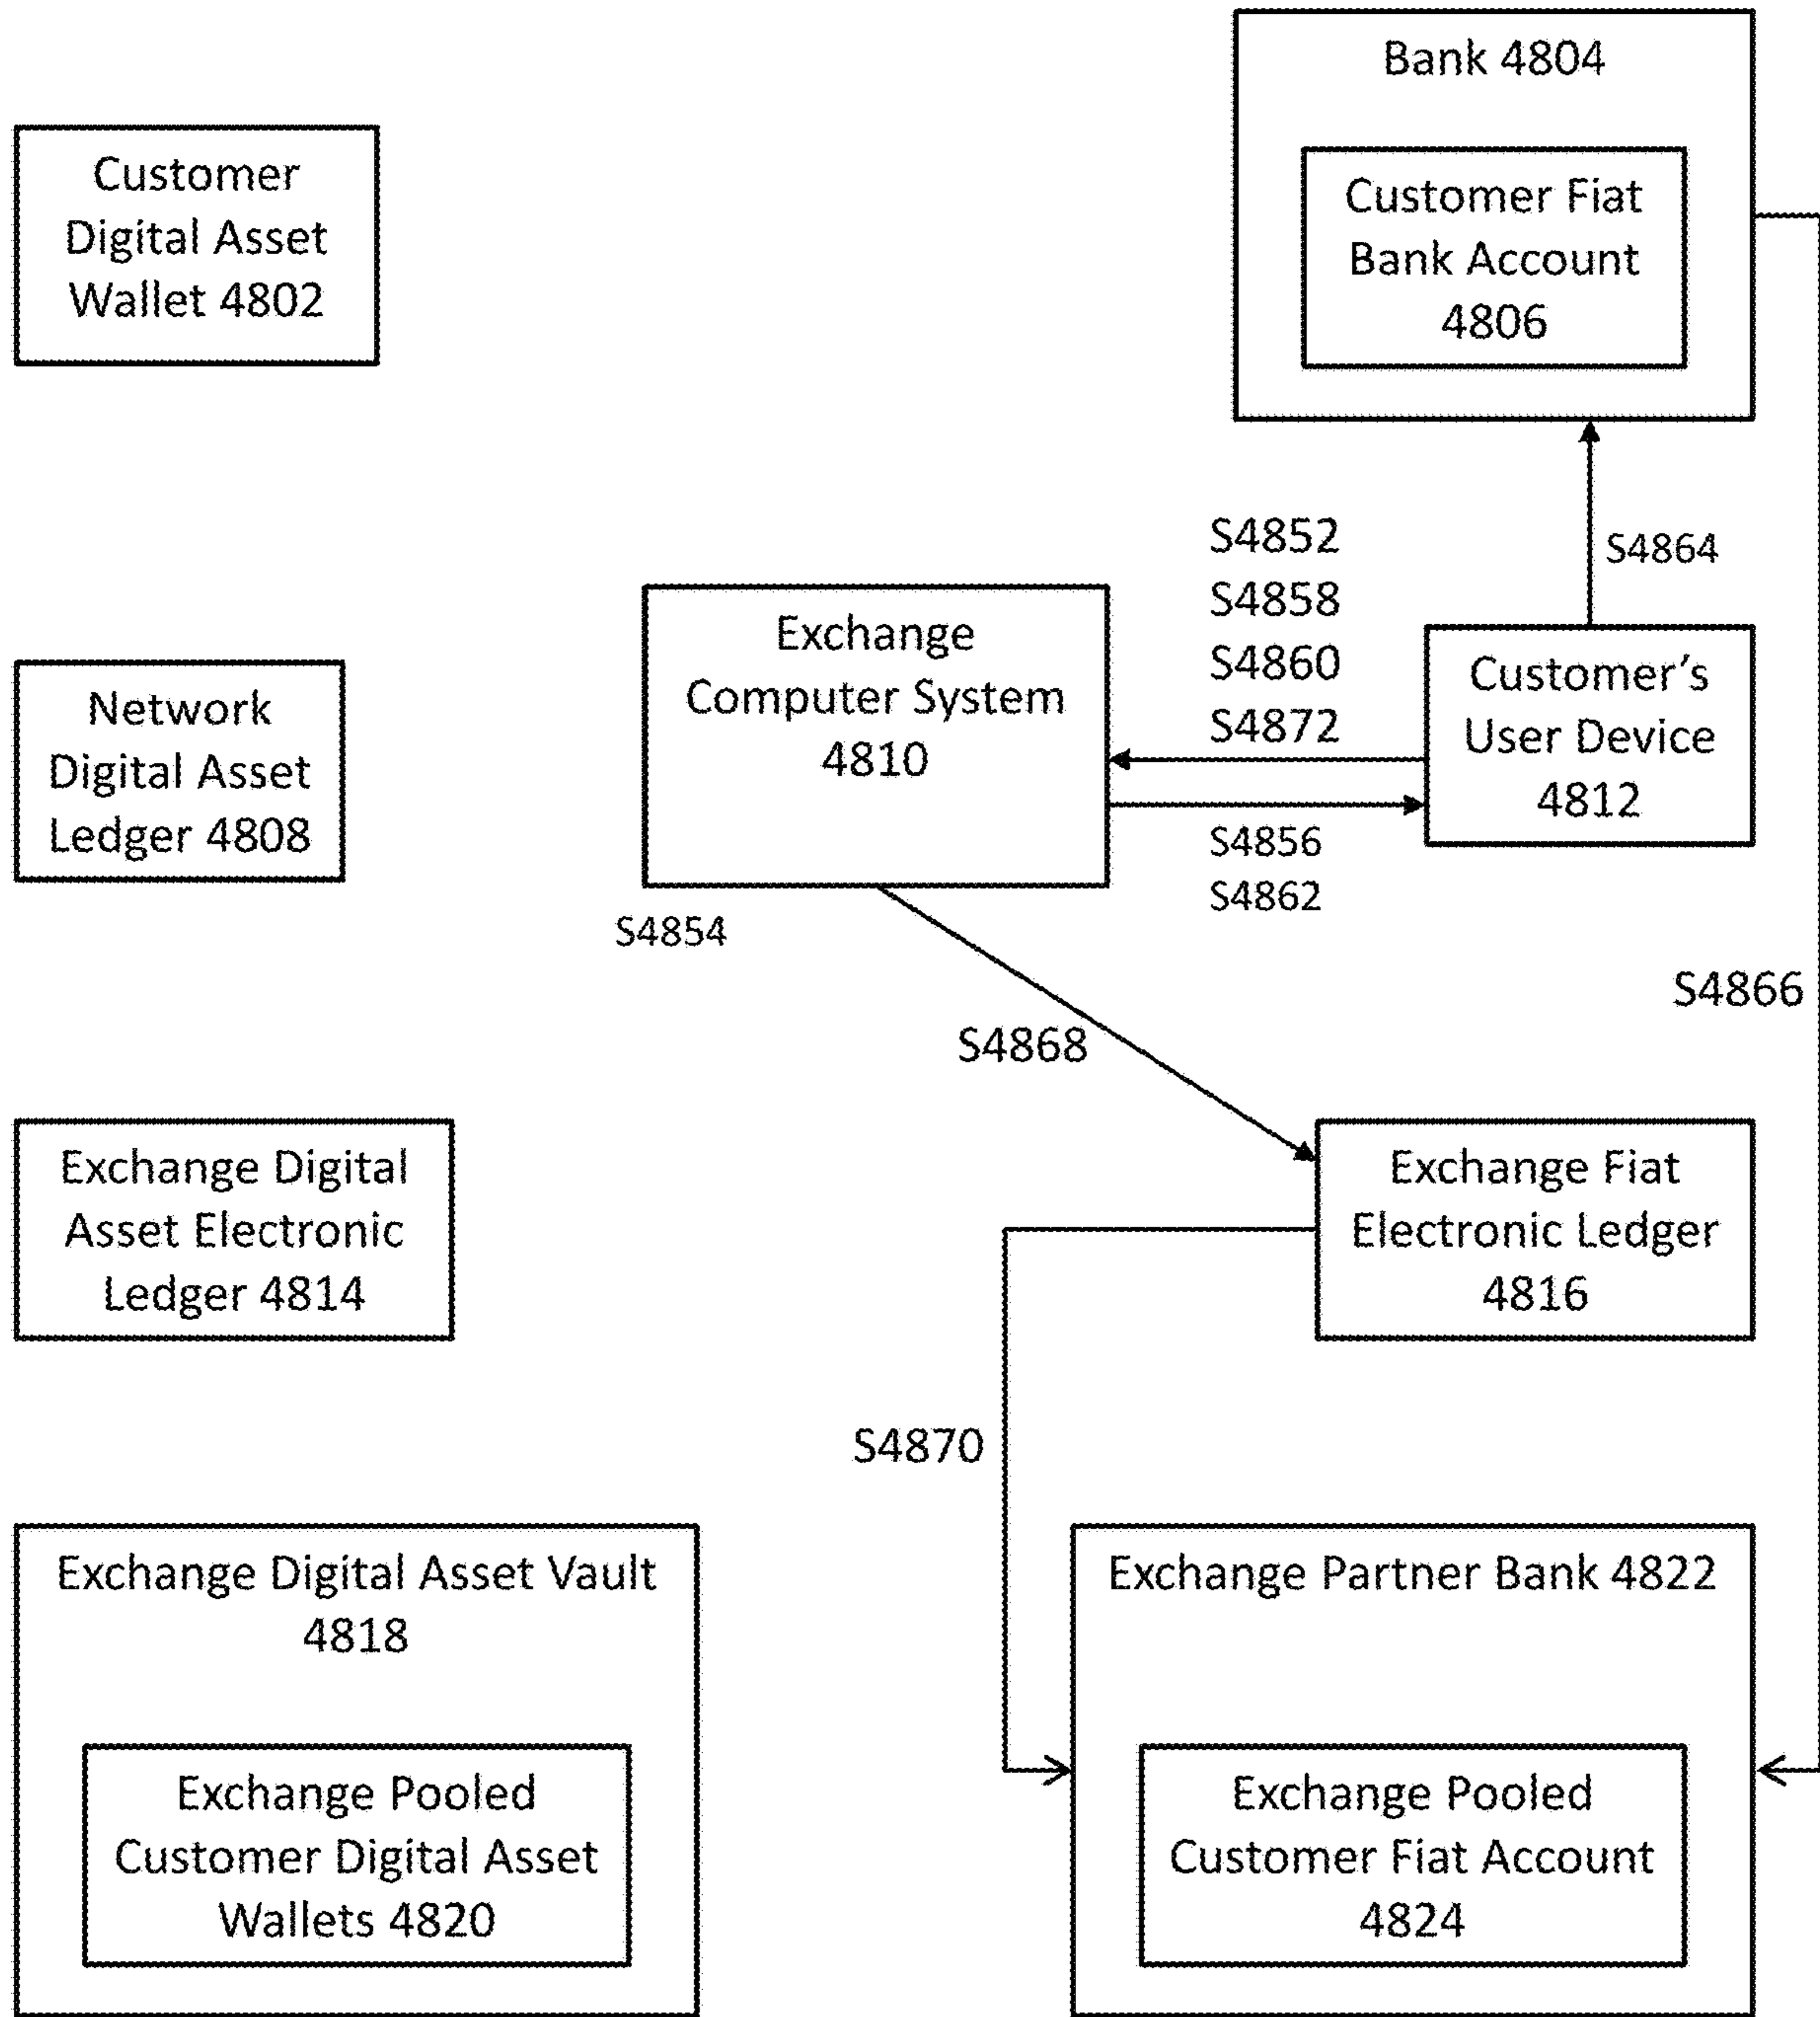 Bank 4804
Customer
Digital Asset
Wallet 4802
Customer Fiat
Bank Account
4806
S4852
S4858
S4860
S4872
S4864
Exchange
Computer System
4810
Customer's
User Device
4812
Network
Digital Asset
Ledger 4808
S4856
S4862
S4854
S4866
S4868
Exchange Digital
Asset Electronic
Ledger 4814
Exchange Fiat
Electronic Ledger
4816
S4870
Exchange Digital Asset Vault
4818
Exchange Partner Bank 4822
Exchange Pooled
Customer Digital Asset
Wallets 4820
Exchange Pooled
Customer Fiat Account
4824